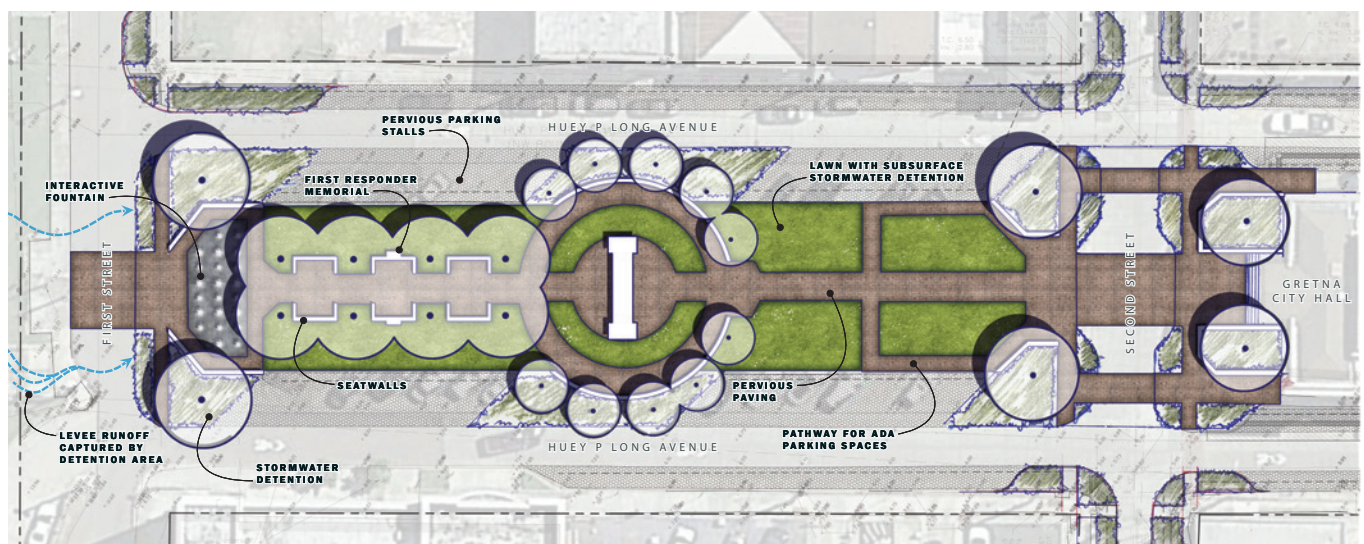 PERVIOUS PARKING
STALLS
HUEY P LONG AVENUE
LAWN WITH SUBSURFACE
STORMWATER DETENTION
FIRST RESPONDER
MEMORIAL
INTERACTIVE
FOUNTAIN
FIRST STREET
SECOND STREET
GRETNA
CITY HALL
SEATWALLS
PERVIOUS
PAVING
PATHWAY FOR ADA
PARKING SPACES
LEVEE RUNOFF
CAPTURED BY
DETENTION AREA
STORMWATER
DETENTION
HUEY P LONG AVENUE